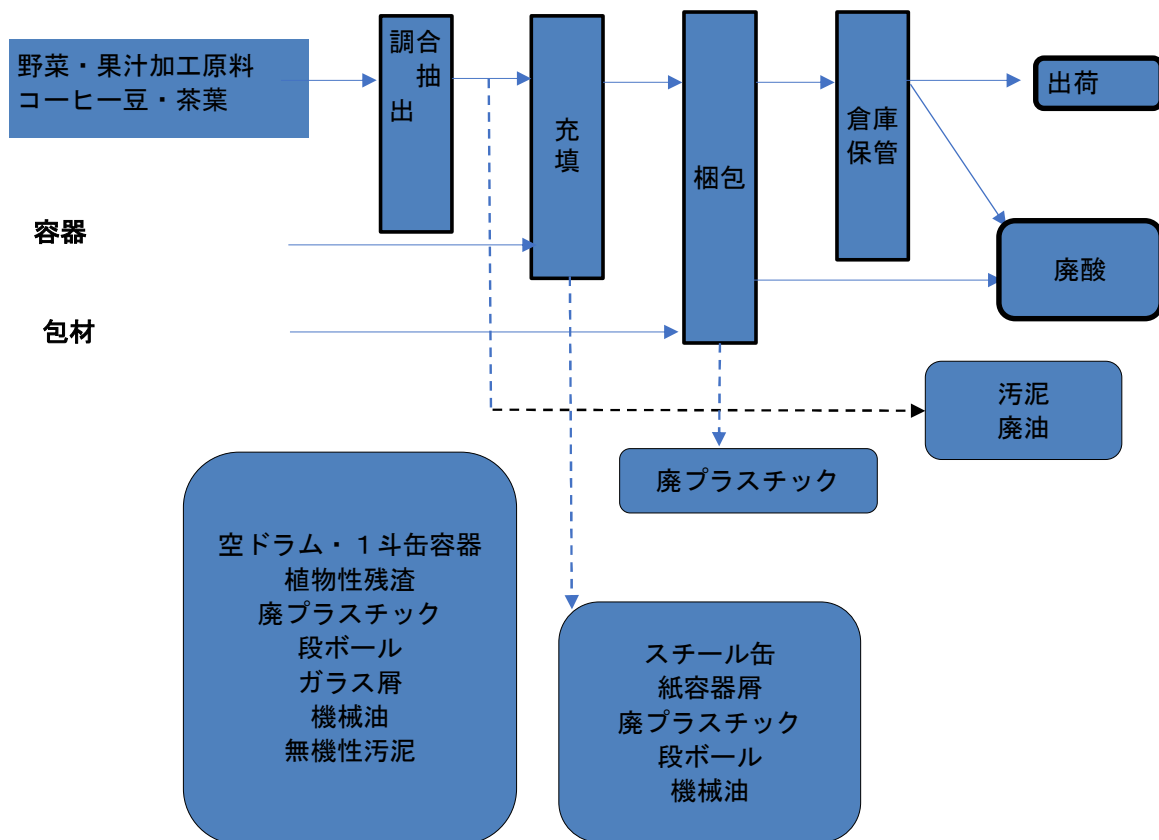 野菜・果汁加工原料
コーヒー豆・茶葉
調合
抽
出
充
填
梱包
倉庫
保管
出荷
容器
廃酸
包材
汚泥
廃油
廃プラスチック
空ドラム・１斗缶容器
植物性残渣
廃プラスチック
段ボール
ガラス屑
機械油
無機性汚泥
スチール缶
紙容器屑
廃プラスチック
段ボール
機械油